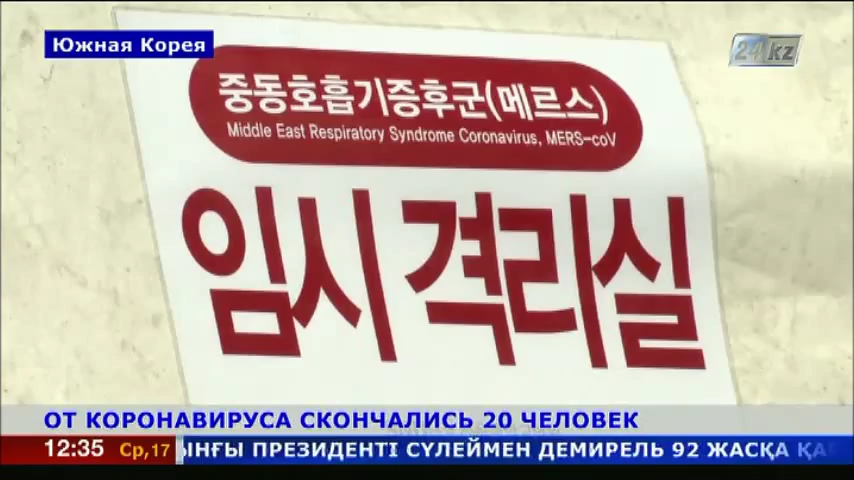 Южная Корея
24kz
중동호흡기증후군(메르스)
Middle East Respiratory Syndrome Coronavirus, MERS-coV
임시 격리실
ОТ КОРОНАВИРУСА СКОНЧАЛИСЬ 20 ЧЕЛОВЕК
12:35 Ср,17 ЫНҒЫ ПРЕЗИДЕНТІ СҮЛЕЙМЕН ДЕМИРЕЛЬ 92 ЖАСҚА ҚА